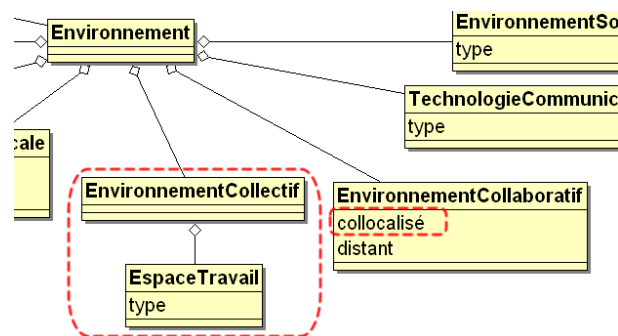 Environnement
EnvironnementSo
type
TechnologieCommunic
type
cale
EnvironnementCollectif
EnvironnementCollaboratif
collocalisé
distant
EspaceTravail
type